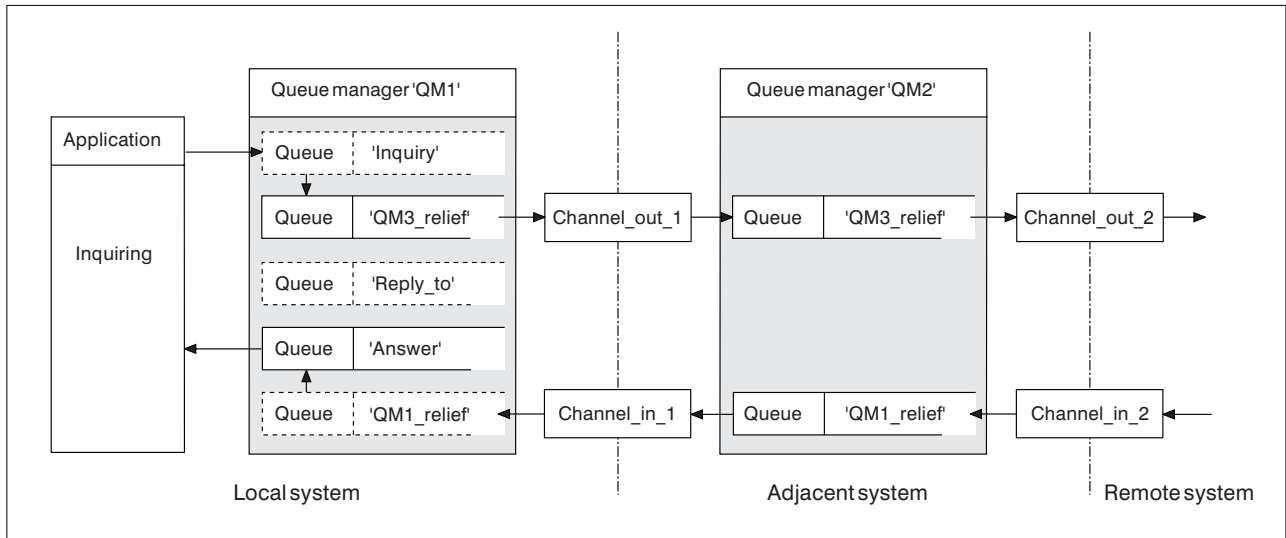 Queue manager 'QM1'
Queue manager 'QM2'
Application
Inquiring
Queue 'Inquiry'
Queue 'QM3_relief'
Channel_out_1
Queue 'QM3_relief'
Channel_out_2
Queue 'Reply_to'
Queue 'Answer'
Queue 'QM1_relief'
Channel_in_1
Queue 'QM1_relief'
Channel_in_2
Local system
Adjacent system
Remote system